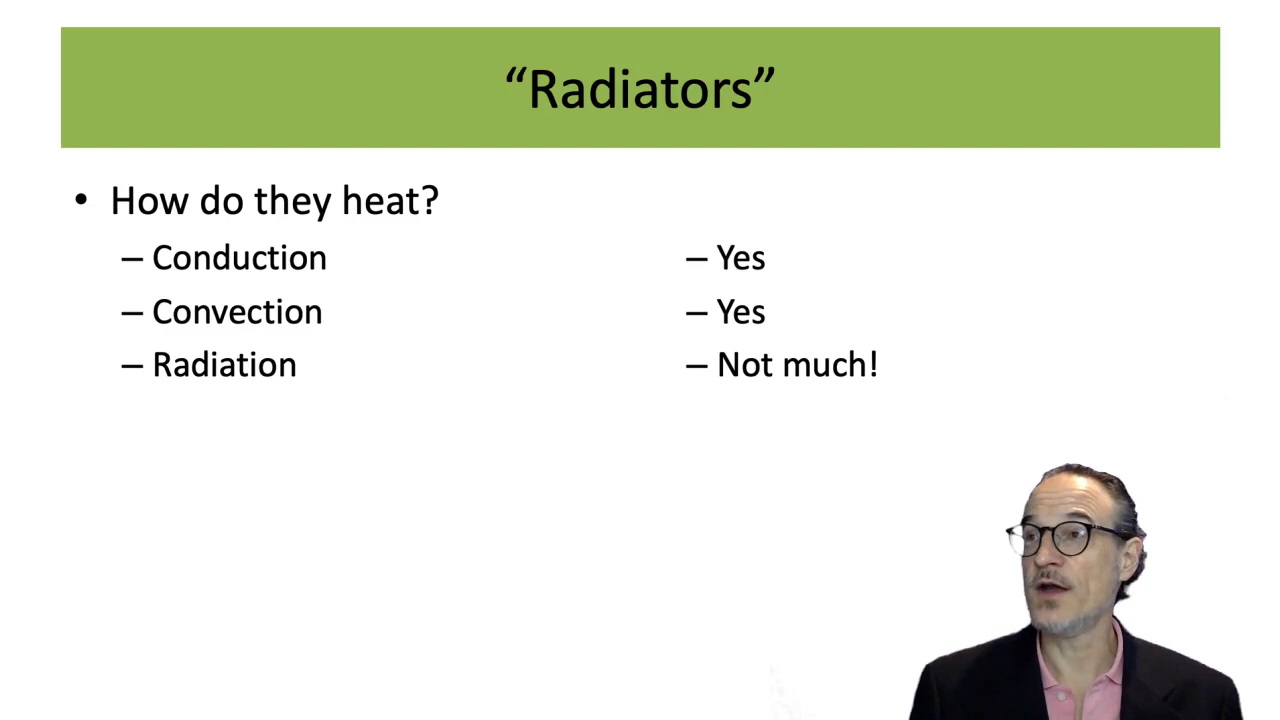 “Radiators”
• How do they heat?
– Conduction – Yes
– Convection – Yes
– Radiation – Not much!